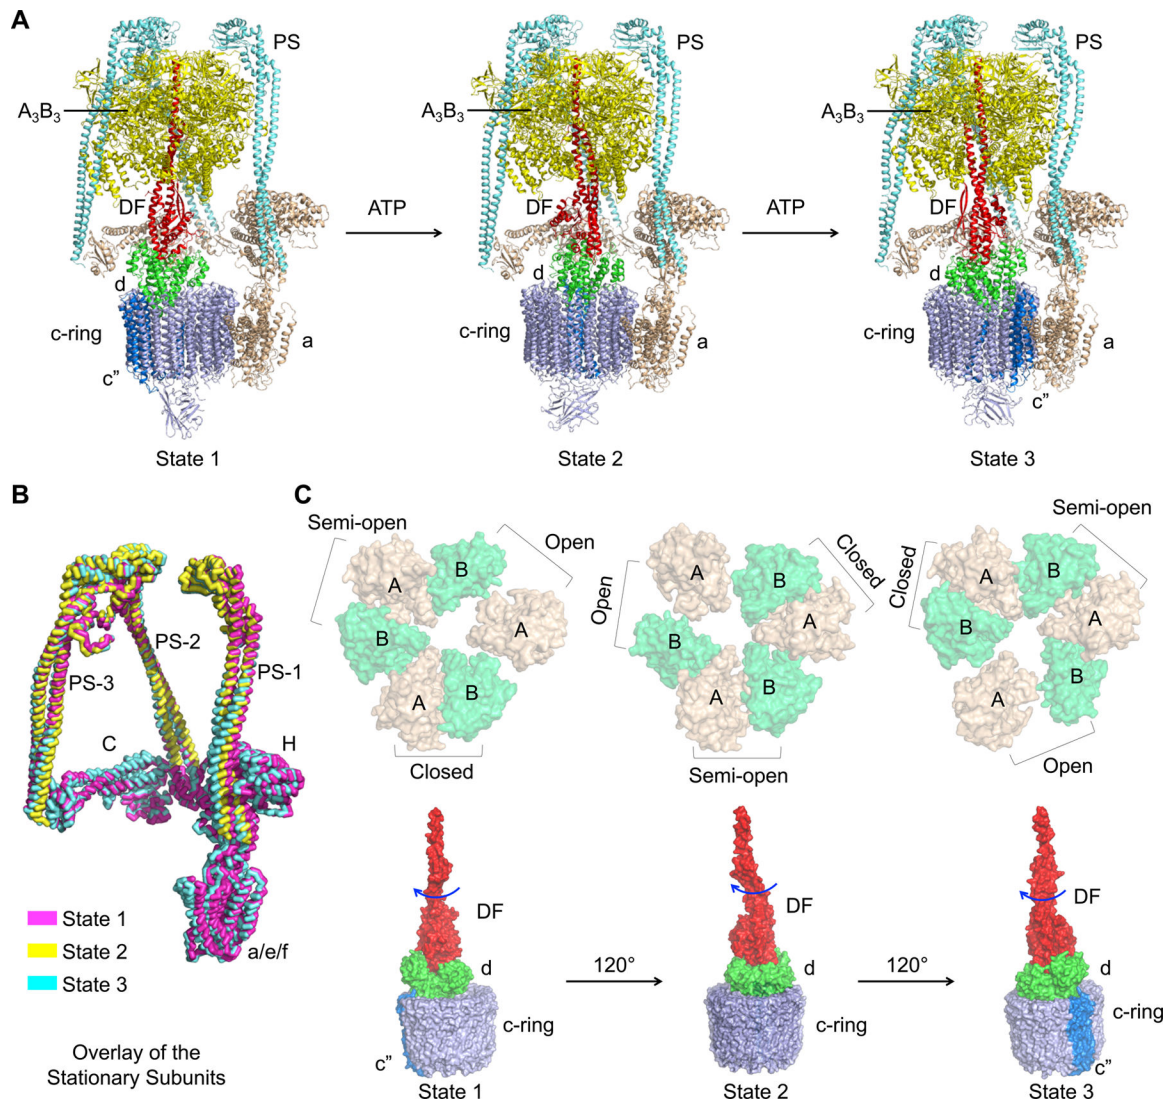 A
PS
A₃B₃
DF
d
c-ring
c”
a
State 1
ATP
PS
A₃B₃
DF
d
c-ring
a
State 2
ATP
PS
A₃B₃
DF
d
c-ring
a
c”
State 3
B
PS-2
PS-3
PS-1
C
H
a/e/f
State 1
State 2
State 3
Overlay of the
Stationary Subunits
C
Semi-open
Open
Closed
A
B
A
B
A
B
Open
Closed
Semi-open
A
B
A
B
A
B
Closed
Semi-open
Open
A
B
A
B
A
B
DF
d
c-ring
c”
State 1
120°
DF
d
c-ring
State 2
120°
DF
d
c-ring
c”
State 3